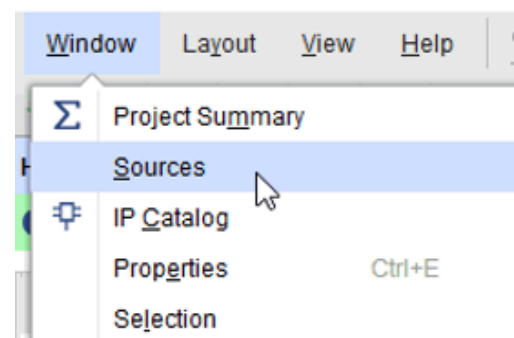 Window Layout View Help
Σ Project Summary
Sources
IP Catalog
Properties Ctrl+E
Selection